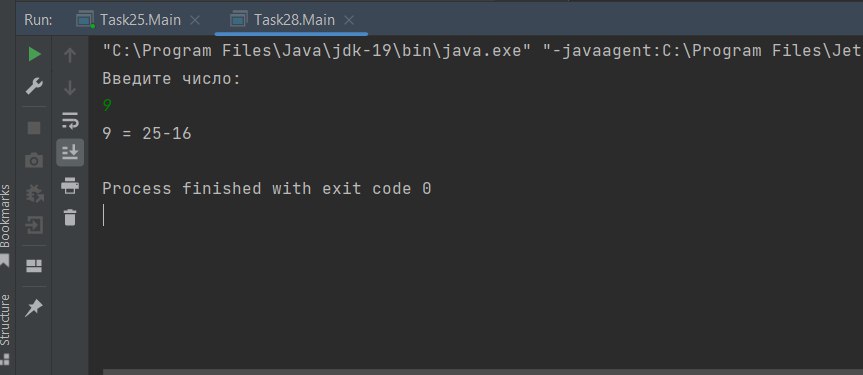 Run: Task25.Main × Task28.Main ×
"C:\Program Files\Java\jdk-19\bin\java.exe" "-javaagent:C:\Program Files\Jet
Введите число:
9
9 = 25-16
Process finished with exit code 0
Bookmarks
Structure